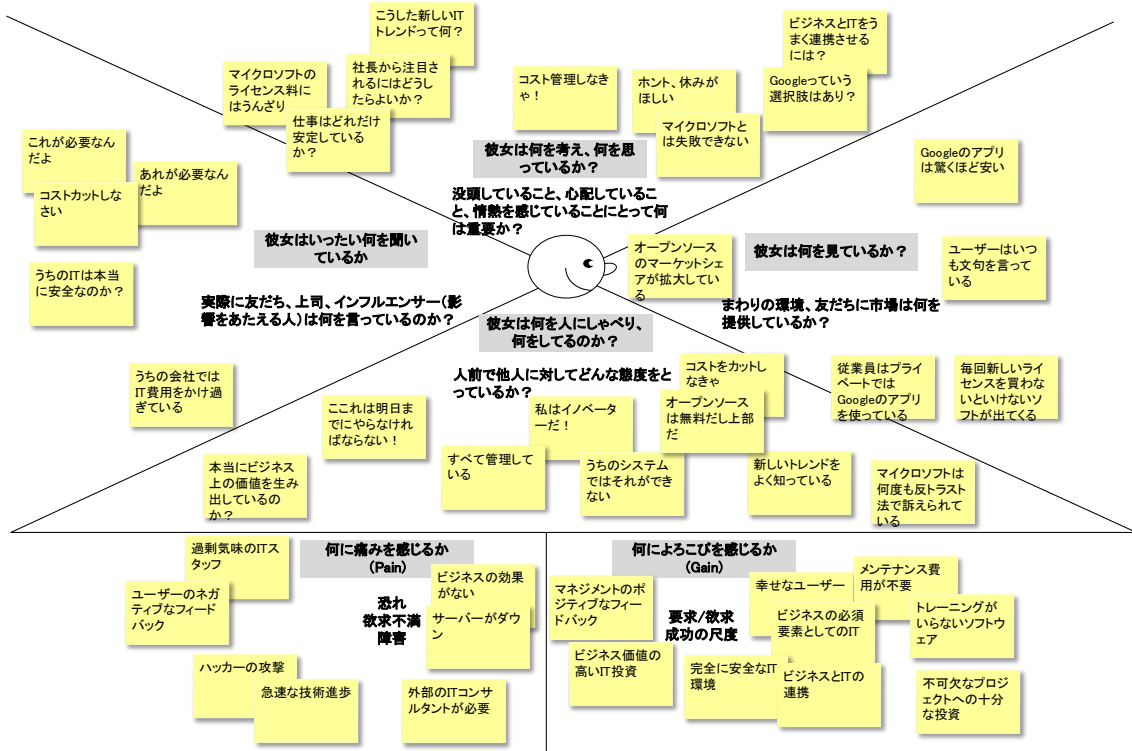 こうした新しいIT
トレンドって何？
マイクロソフトの
ライセンス料に
はうんざり
社長から注目さ
れるにはどうし
たらよいか？
仕事はどれだけ
安定している
か？
コスト管理しなき
ゃ！
ホント、休みが
ほしい
マイクロソフトと
は失敗できない
ビジネスとITをう
まく連携させる
には？
Googleっていう
選択肢はあり？
彼女は何を考え、何を思
っているか？
没頭していること、心配しているこ
と、情熱を感じていることにとって何
は重要か？
これが必要なん
だよ
あれが必要なん
だよ
コストカットしな
さい
うちのITは本当
に安全なのか？
彼女はいったい何を聞い
ているか
実際に友だち、上司、インフルエンサー（影
響をあたえる人）は何を言っているのか？
うちの会社では
IT費用をかけ過
ぎている
本当にビジネス
上の価値を生み
出しているの
か？
Googleのアプリ
は驚くほど安い
オープンソース
のマーケットシェ
アが拡大してい
る
彼女は何を見ているか？
ユーザーはいつ
も文句を言って
いる
まわりの環境、友だちに市場は何を
提供しているか？
従業員はプライ
ベートでは
Googleのアプリ
を使っている
毎回新しいライ
センスを買わな
いといけないソ
フトが出てくる
マイクロソフトは
何度も反トラスト
法で訴えられて
いる
彼女は何を人にしゃべり、
何をしてるのか？
人前で他人に対してどんな態度をと
っているか？
ここれは明日ま
でにやらなけれ
ばならない！
すべて管理して
いる
私はイノベータ
ーだ！
うちのシステム
ではそれができ
ない
コストをカットし
なきゃ
オープンソース
は無料だし上部
だ
新しいトレンドを
よく知っている
何に痛みを感じるか
(Pain)
恐れ
欲求不満
障害
過剰気味のITス
タッフ
ユーザーのネガ
ティブなフィード
バック
ビジネスの効果
がない
サーバーがダウ
ン
ハッカーの攻撃
急速な技術進歩
外部のITコンサ
ルタントが必要
何によろこびを感じるか
(Gain)
要求/欲求
成功の尺度
マネジメントのポ
ジティブなフィー
ドバック
幸せなユーザー
メンテナンス費
用が不要
ビジネスの必須
要素としてのIT
トレーニングが
いらないソフトウ
ェア
ビジネス価値の
高いIT投資
完全に安全なIT
環境
ビジネスとITの
連携
不可欠なプロジ
ェクトへの十分
な投資